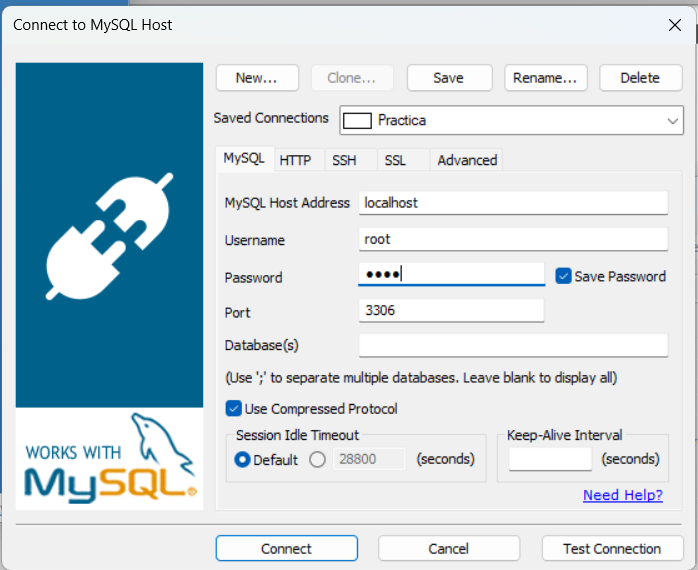 Connect to MySQL Host
New... Clone... Save Rename... Delete
Saved Connections Practica
MySQL HTTP SSH SSL Advanced
MySQL Host Address localhost
Username root
Password ●●●● Save Password
Port 3306
Database(s)
(Use ';' to separate multiple databases. Leave blank to display all)
Use Compressed Protocol
Session Idle Timeout Keep-Alive Interval
Default 28800 (seconds) (seconds)
Need Help?
WORKS WITH
MySQL®
Connect Cancel Test Connection